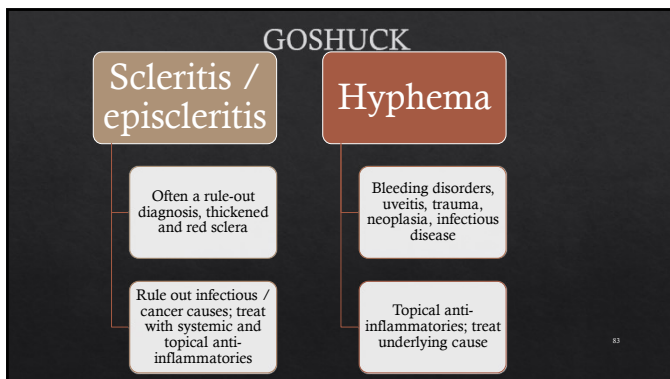 GOSHUCK
Scleritis /
episcleritis
Often a rule-out
diagnosis, thickened
and red sclera
Rule out infectious /
cancer causes; treat
with systemic and
topical anti-
inflammatories
Hyphema
Bleeding disorders,
uveitis, trauma,
neoplasia, infectious
disease
Topical anti-
inflammatories; treat
underlying cause
83